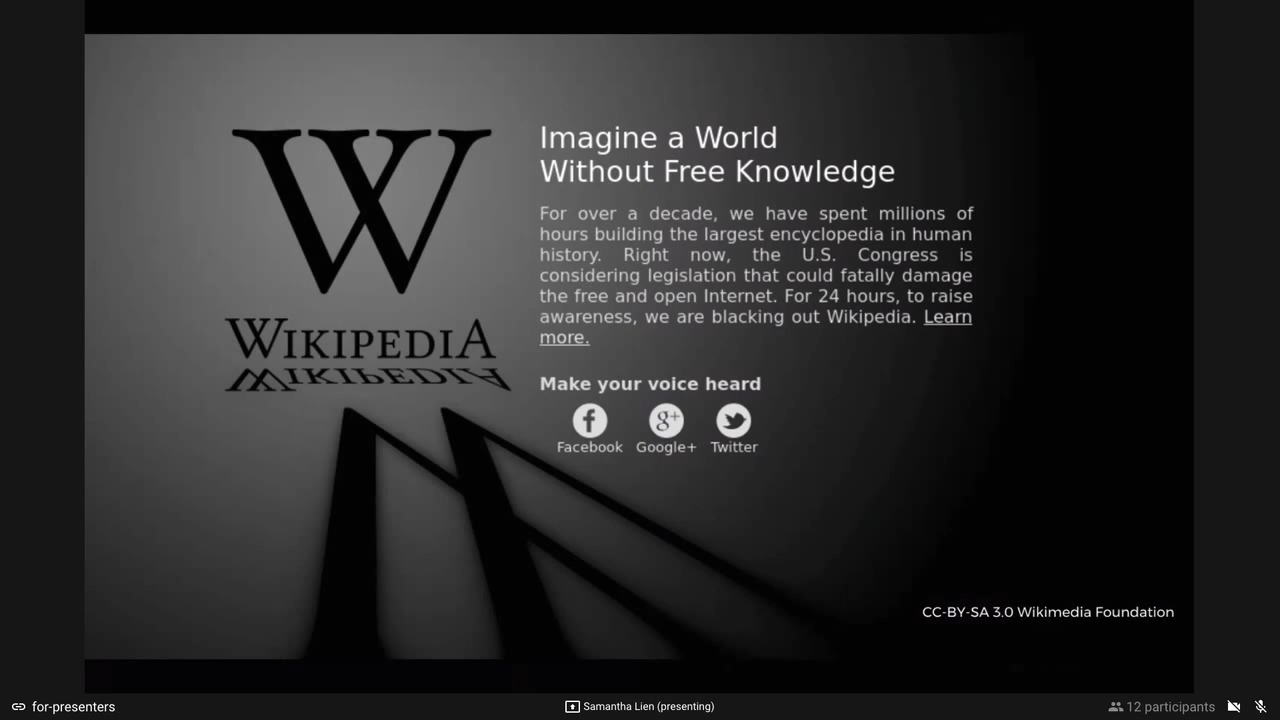 W
WIKIPEDIA
WIKIPEDIA
Imagine a World
Without Free Knowledge
For over a decade, we have spent millions of
hours building the largest encyclopedia in human
history. Right now, the U.S. Congress is
considering legislation that could fatally damage
the free and open Internet. For 24 hours, to raise
awareness, we are blacking out Wikipedia. Learn
more.
Make your voice heard
f g+
Facebook Google+ Twitter
CC-BY-SA 3.0 Wikimedia Foundation
for-presenters Samantha Lien (presenting) 12 participants